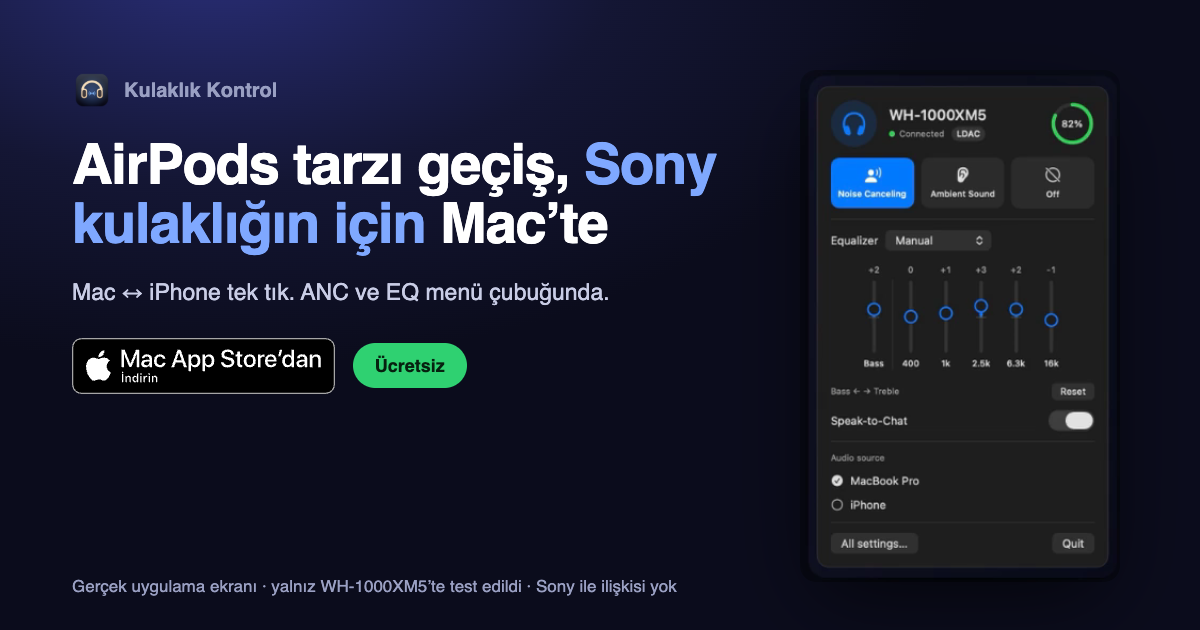 Kulaklık Kontrol
AirPods tarzı geçiş, Sony
kulaklığın için Mac’te
Mac ↔ iPhone tek tık. ANC ve EQ menü çubuğunda.
Mac App Store’dan
İndirin
Ücretsiz
Gerçek uygulama ekranı · yalnız WH-1000XM5’te test edildi · Sony ile ilişkisi yok
WH-1000XM5
Connected LDAC
82%
Noise Canceling Ambient Sound Off
Equalizer Manual
+2 0 +1 +3 +2 -1
Bass 400 1k 2.5k 6.3k 16k
Bass ← → Treble Reset
Speak-to-Chat
Audio source
MacBook Pro
iPhone
All settings... Quit